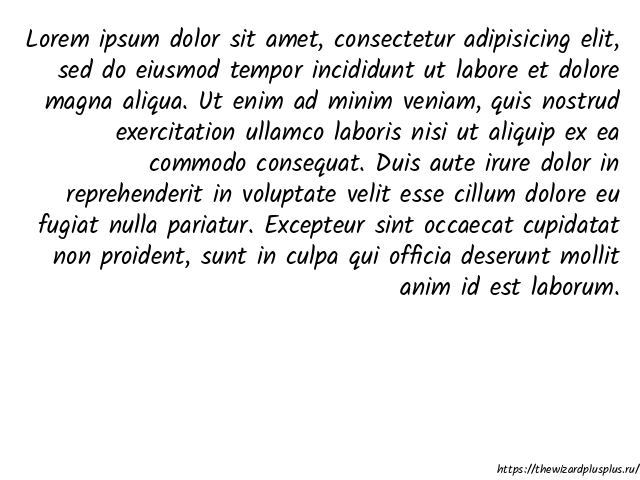 Lorem ipsum dolor sit amet, consectetur adipisicing elit,
sed do eiusmod tempor incididunt ut labore et dolore
magna aliqua. Ut enim ad minim veniam, quis nostrud
exercitation ullamco laboris nisi ut aliquip ex ea
commodo consequat. Duis aute irure dolor in
reprehenderit in voluptate velit esse cillum dolore eu
fugiat nulla pariatur. Excepteur sint occaecat cupidatat
non proident, sunt in culpa qui officia deserunt mollit
anim id est laborum.
https://thewizardplusplus.ru/